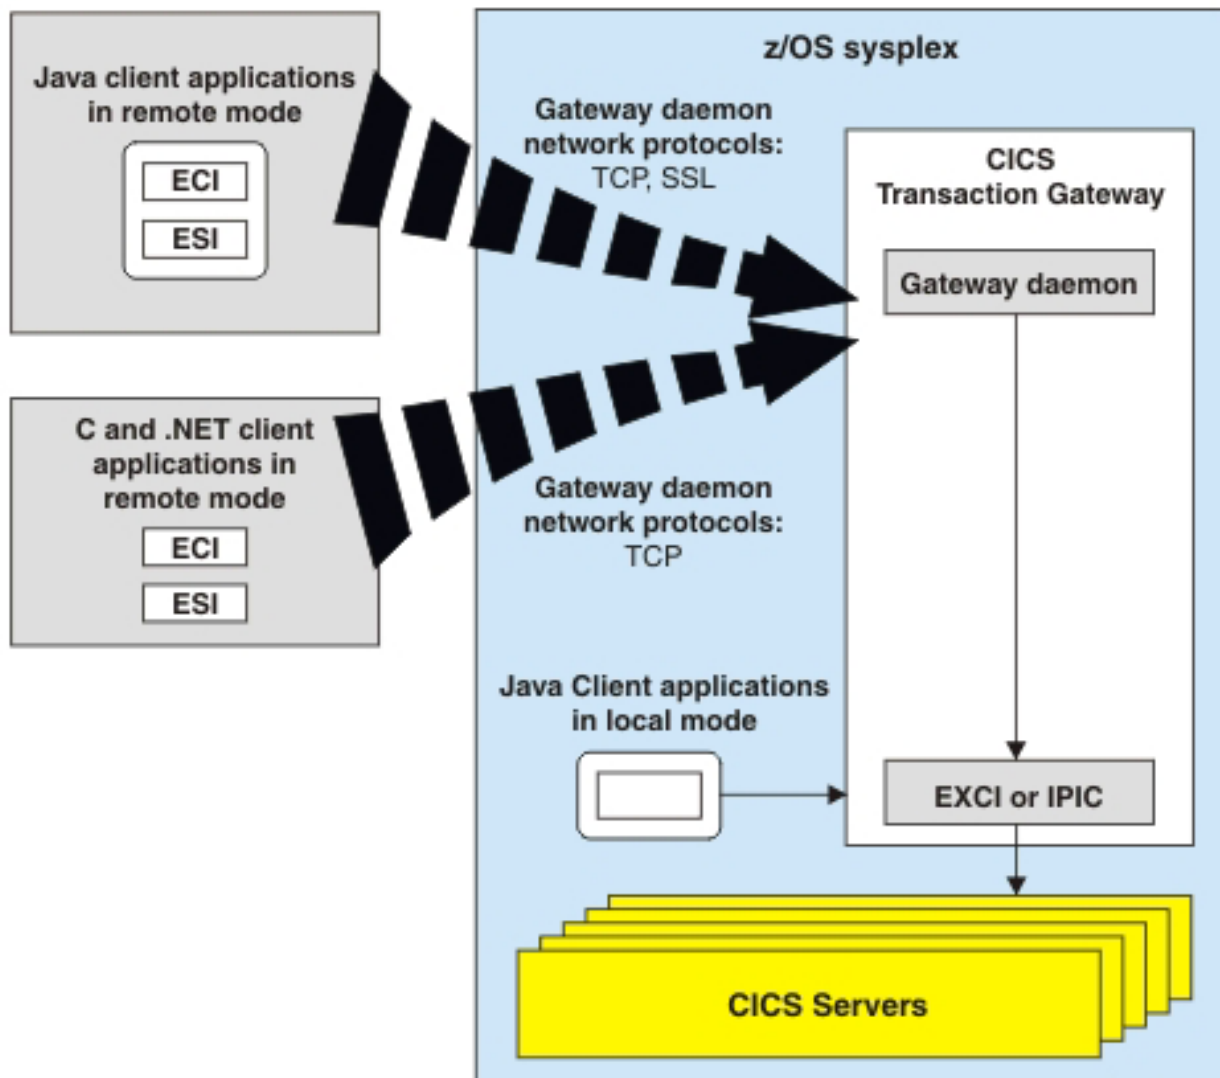 z/OS sysplex
Java client applications
in remote mode
ECI
ESI
Gateway daemon
network protocols:
TCP, SSL
CICS
Transaction Gateway
Gateway daemon
C and .NET client
applications in
remote mode
ECI
ESI
Gateway daemon
network protocols:
TCP
Java Client applications
in local mode
EXCI or IPIC
CICS Servers